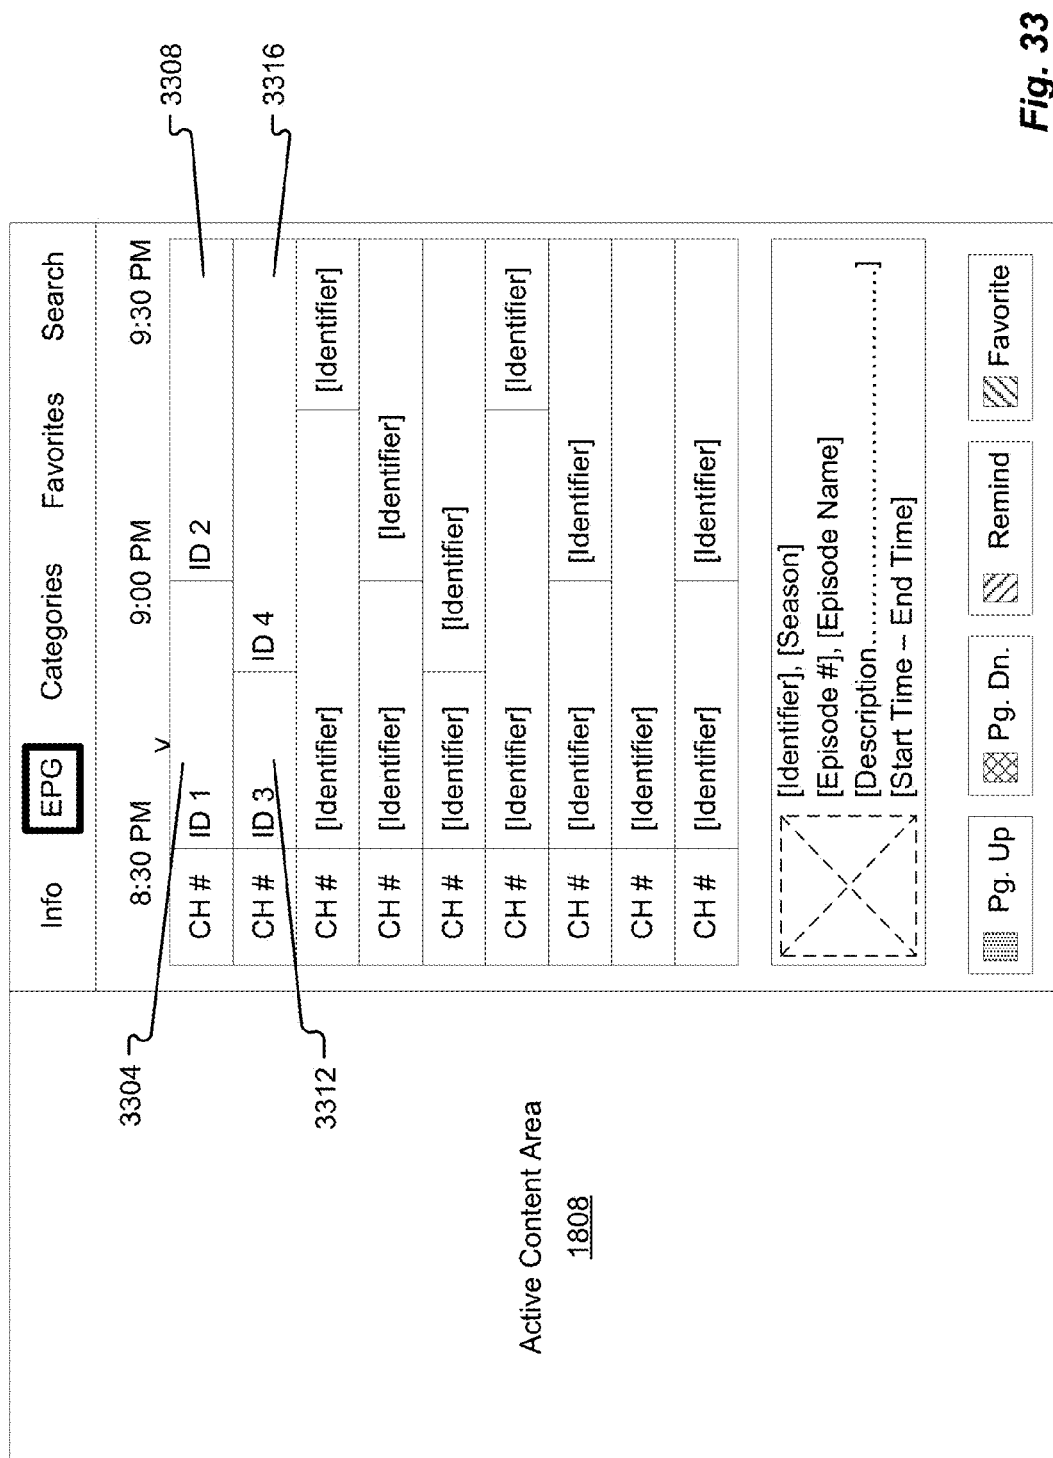 Info EPG Categories Favorites Search
8:30 PM 9:00 PM 9:30 PM
v
CH # ID 1 ID 2
CH # ID 3 ID 4
CH # [Identifier] [Identifier]
CH # [Identifier] [Identifier]
CH # [Identifier] [Identifier]
CH # [Identifier] [Identifier]
CH # [Identifier] [Identifier]
CH # [Identifier]
CH # [Identifier] [Identifier]
[Identifier], [Season]
[Episode #], [Episode Name]
[Description..........................................]
[Start Time – End Time]
Pg. Up Pg. Dn. Remind Favorite
Active Content Area
1808
3304
3312
3308
3316
Fig. 33